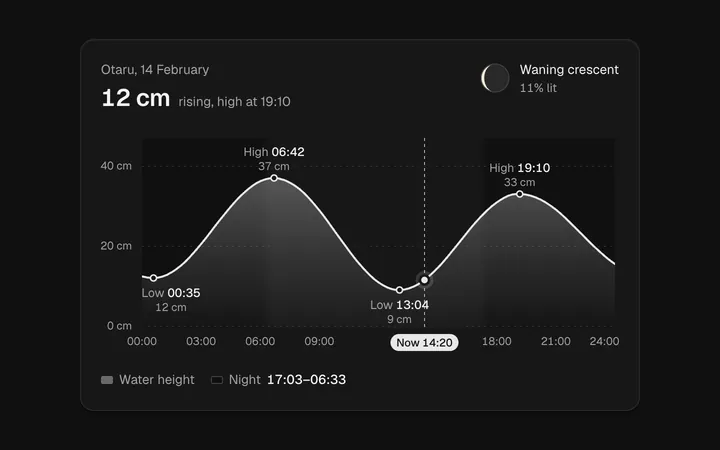 Otaru, 14 February
12 cm rising, high at 19:10
Waning crescent
11% lit
40 cm
20 cm
0 cm
High 06:42
37 cm
High 19:10
33 cm
Low 00:35
12 cm
Low 13:04
9 cm
00:00 03:00 06:00 09:00 Now 14:20 18:00 21:00 24:00
Water height Night 17:03–06:33